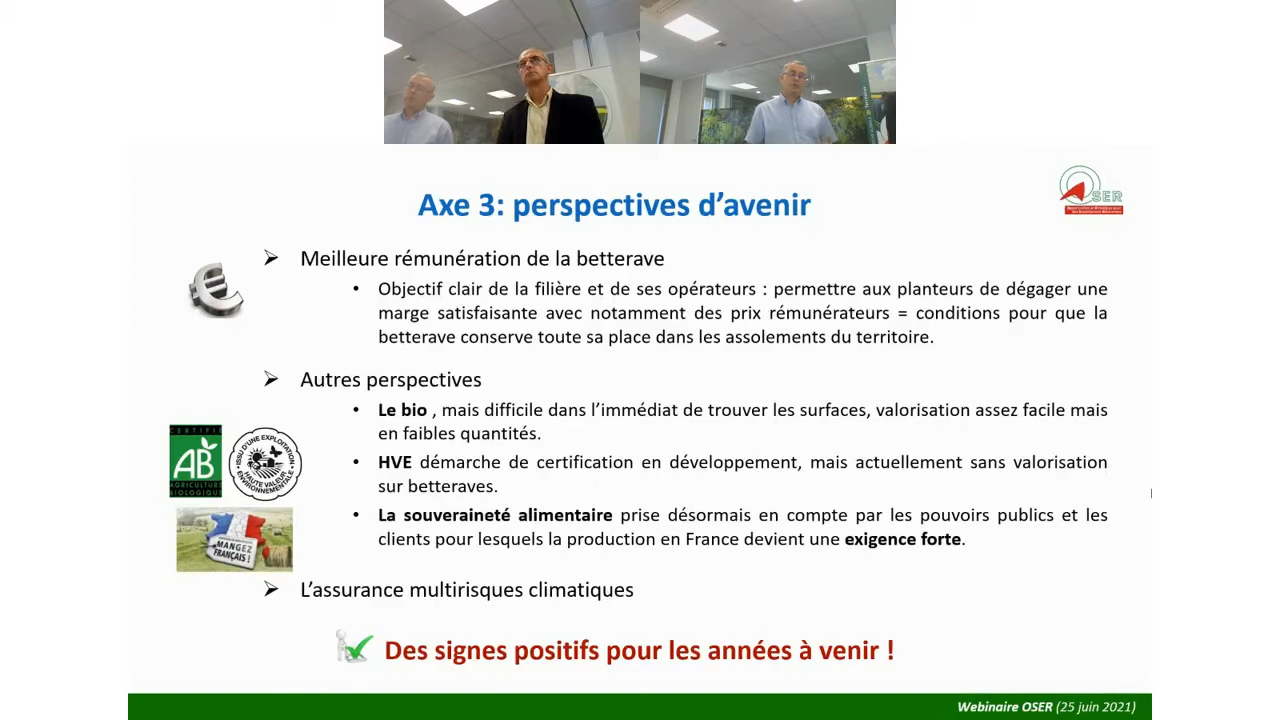 Axe 3: perspectives d'avenir
OSER
➢ Meilleure rémunération de la betterave
• Objectif clair de la filière et de ses opérateurs : permettre aux planteurs de dégager une
marge satisfaisante avec notamment des prix rémunérateurs = conditions pour que la
betterave conserve toute sa place dans les assolements du territoire.
➢ Autres perspectives
• Le bio , mais difficile dans l'immédiat de trouver les surfaces, valorisation assez facile mais
en faibles quantités.
CERTIFIÉ
AB
AGRICULTURE
BIOLOGIQUE
ISSU D'UNE EXPLOITATION
HAUTE VALEUR
ENVIRONNEMENTALE
• HVE démarche de certification en développement, mais actuellement sans valorisation
sur betteraves.
• La souveraineté alimentaire prise désormais en compte par les pouvoirs publics et les
clients pour lesquels la production en France devient une exigence forte.
MANGEZ
FRANÇAIS !
➢ L'assurance multirisques climatiques
Des signes positifs pour les années à venir !
Webinaire OSER (25 juin 2021)